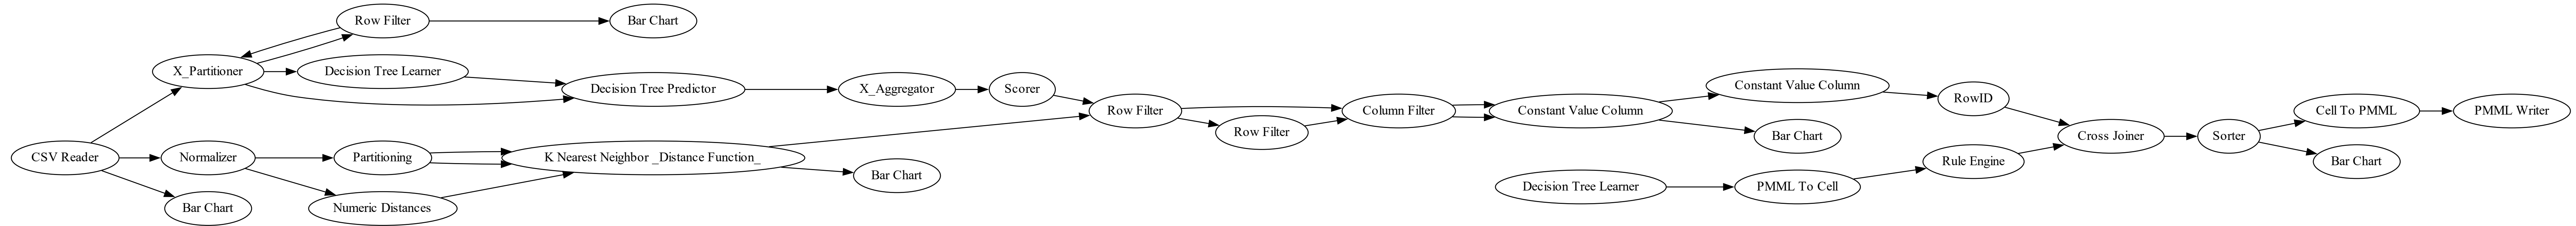 Row Filter
Bar Chart
X_Partitioner
Decision Tree Learner
Decision Tree Predictor
X_Aggregator
Scorer
Row Filter
Row Filter
Column Filter
Constant Value Column
Constant Value Column
RowID
Bar Chart
Cross Joiner
Sorter
Cell To PMML
PMML Writer
Bar Chart
CSV Reader
Normalizer
Partitioning
K Nearest Neighbor _Distance Function_
Bar Chart
Bar Chart
Numeric Distances
Decision Tree Learner
PMML To Cell
Rule Engine